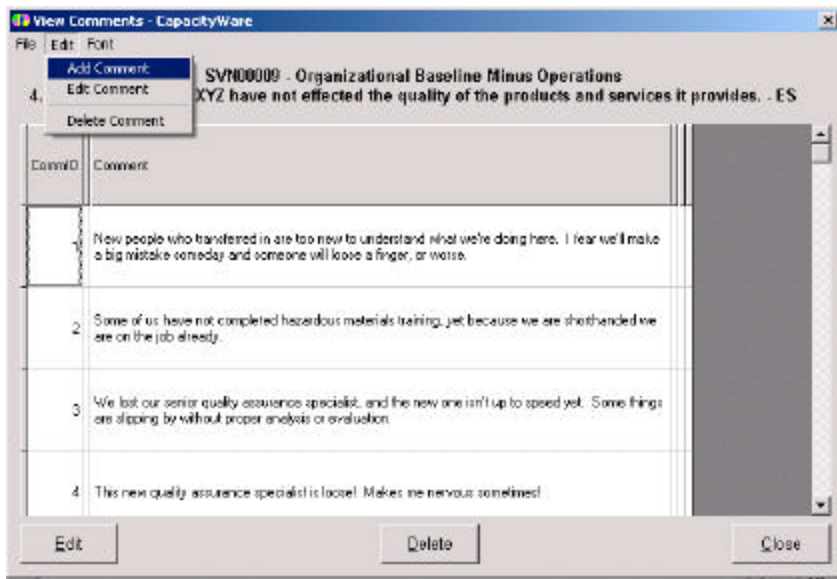 View Comments - CapacityWare
File Edit Font
Add Comment
Edit Comment
Delete Comment
SVN00009 - Organizational Baseline Minus Operations
4. XYZ have not effected the quality of the products and services it provides. - ES
CommID Comment
1 New people who transferred in are too new to understand what we're doing here. I fear we'll make
a big mistake someday and someone will loose a finger, or worse.
2 Some of us have not completed hazardous materials training, yet because we are shorthanded we
are on the job already.
3 We lost our senior quality assurance specialist, and the new one isn't up to speed yet. Some things
are slipping by without proper analysis or evaluation.
4 This new quality assurance specialist is loose! Makes me nervous sometimes!
Edit Delete Close